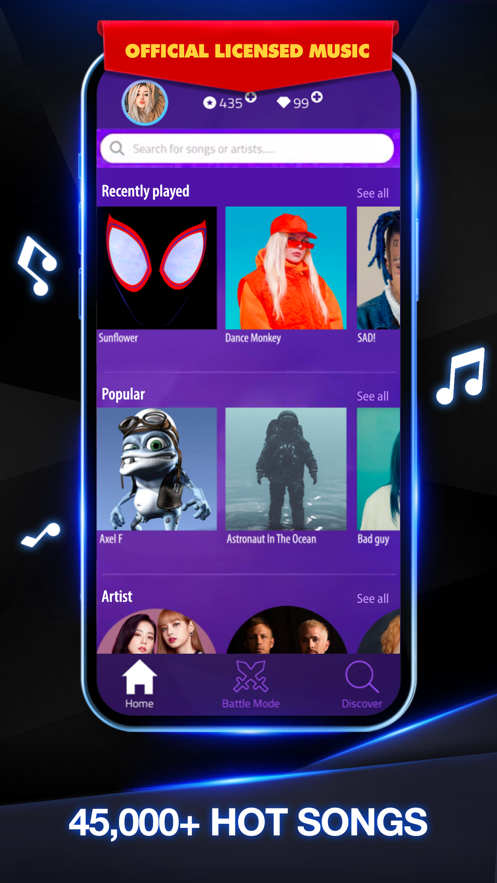 OFFICIAL LICENSED MUSIC
435
99
Search for songs or artists.....
Recently played
See all
Sunflower
Dance Monkey
SAD!
Popular
See all
Axel F
Astronaut In The Ocean
Bad guy
Artist
See all
Home
Battle Mode
Discover
45,000+ HOT SONGS